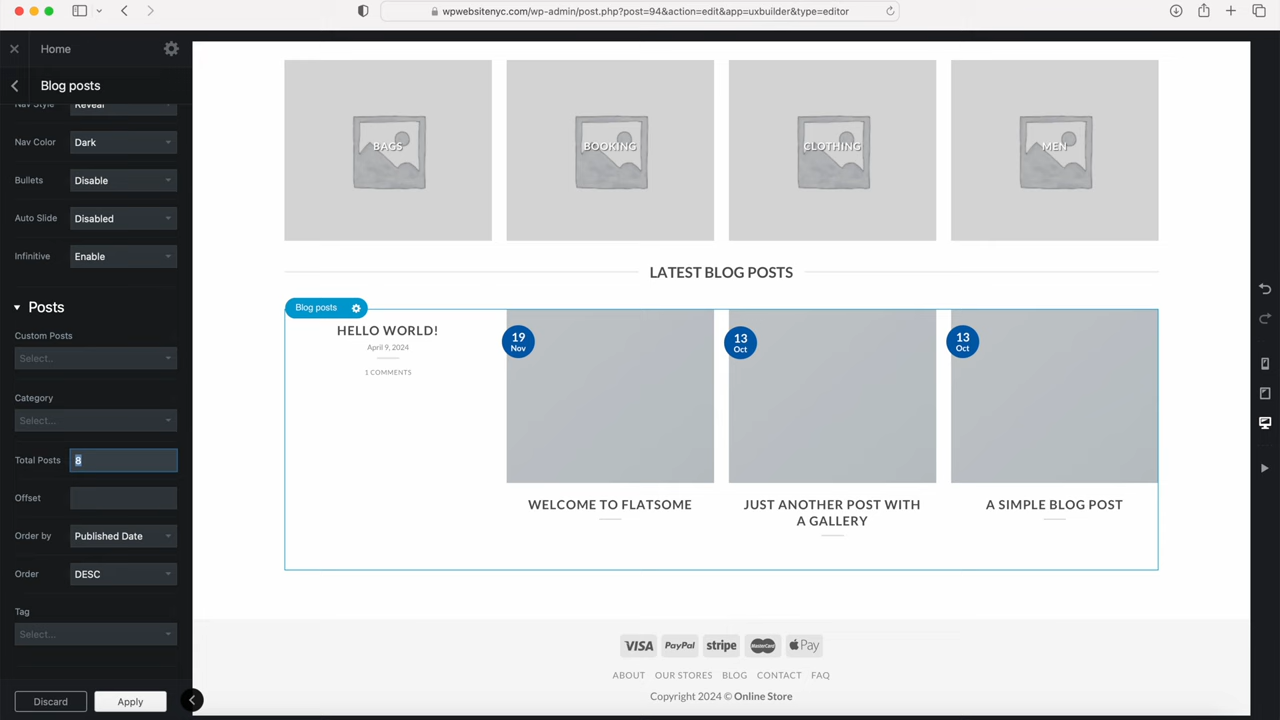 wpwebsitenyc.com/wp-admin/post.php?post=94&action=edit&app=uxbuilder&type=editor
Home
Blog posts
Nav Style Reveal
Nav Color Dark
Bullets Disable
Auto Slide Disabled
Infinitive Enable
Posts
Custom Posts
Select..
Category
Select...
Total Posts 8
Offset
Order by Published Date
Order DESC
Tag
Select...
Discard Apply
BAGS BOOKING CLOTHING MEN
LATEST BLOG POSTS
Blog posts
HELLO WORLD!
April 9, 2024
1 COMMENTS
19
Nov
WELCOME TO FLATSOME
13
Oct
JUST ANOTHER POST WITH
A GALLERY
13
Oct
A SIMPLE BLOG POST
VISA PayPal stripe MasterCard Apple Pay
ABOUT OUR STORES BLOG CONTACT FAQ
Copyright 2024 © Online Store